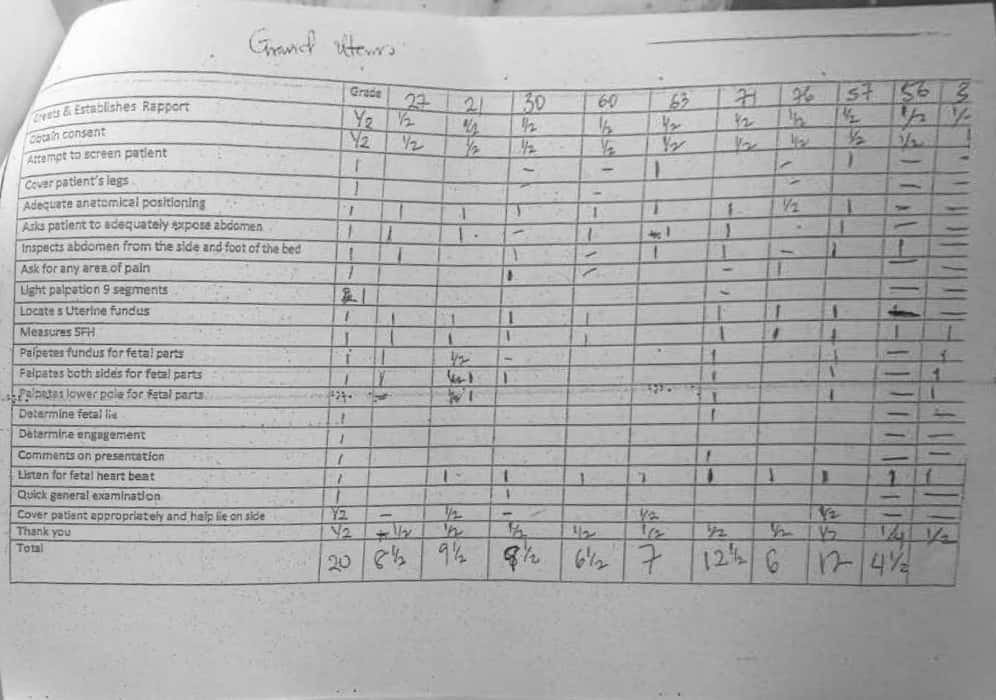 Gravid uterus
Grade 27 21 30 60 63 71 76 57 56 3
Greets & Establishes Rapport ½ ½ ½ ½ ½ ½ ½ ½ ½ ½ ½
Obtain consent ½ ½ ½ ½ ½ ½ ½ ½ ½ ½ 1
Attempt to screen patient 1 – – 1 – 1 – –
Cover patient's legs 1 – – – – –
Adequate anatomical positioning 1 1 1 1 1 1 1 ½ 1 – –
Asks patient to adequately expose abdomen 1 1 1 – 1 1 1 1 – –
Inspects abdomen from the side and foot of the bed 1 1 1 – 1 1 – 1 1 –
Ask for any area of pain 1 1 – – 1 – –
Light palpation 9 segments 1 – – –
Locate s Uterine fundus 1 1 1 1 1 1 1 1 – –
Measures SFH 1 1 1 1 1 1 1 1 1 1
Palpates fundus for fetal parts 1 1 ½ – 1 1 – 1
Palpates both sides for fetal parts 1 1 1 1 1 1 – 1
Palpates lower pole for fetal parts – 1 1 1 – 1
Determine fetal lie 1 1 – –
Determine engagement 1 – –
Comments on presentation 1 1 – –
Listen for fetal heart beat 1 1 1 1 1 1 1 1 1 1
Quick general examination 1 1 – –
Cover patient appropriately and help lie on side ½ – ½ – – ½ ½ – –
Thank you ½ ½ ½ ½ ½ ½ ½ ½ ½ ½
Total 20 8½ 9½ 8½ 6½ 7 12½ 6 12 4½